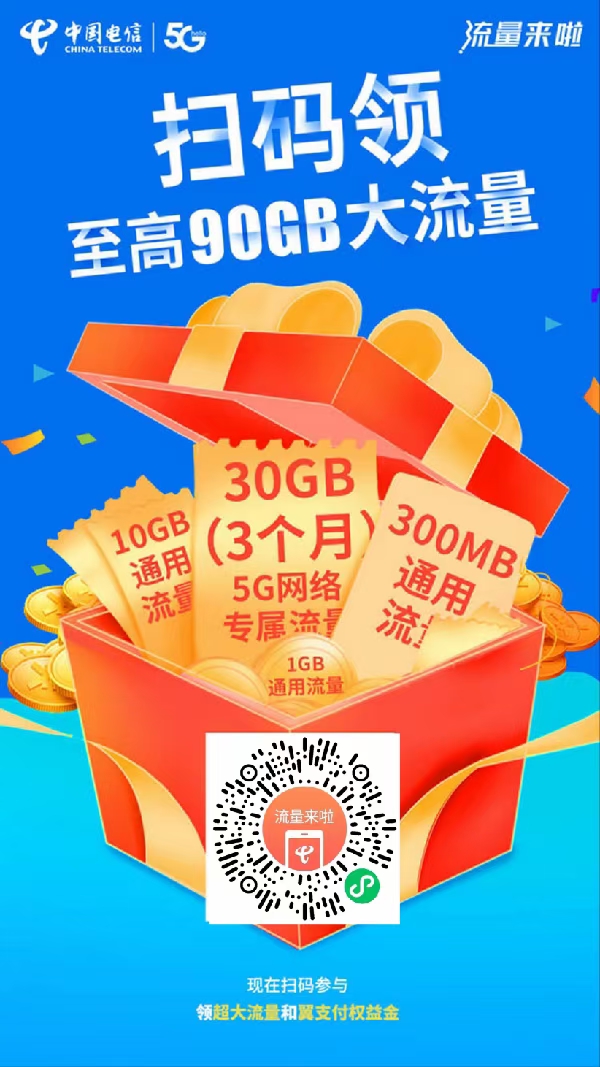 中国电信
CHINA TELECOM
5G
hello
流量来啦
扫码领
至高90GB大流量
30GB
(3个月)
5G网络
专属流量
10GB
通用
流量
300MB
通用
流
1GB
通用流量
流量来啦
现在扫码参与
领超大流量和翼支付权益金